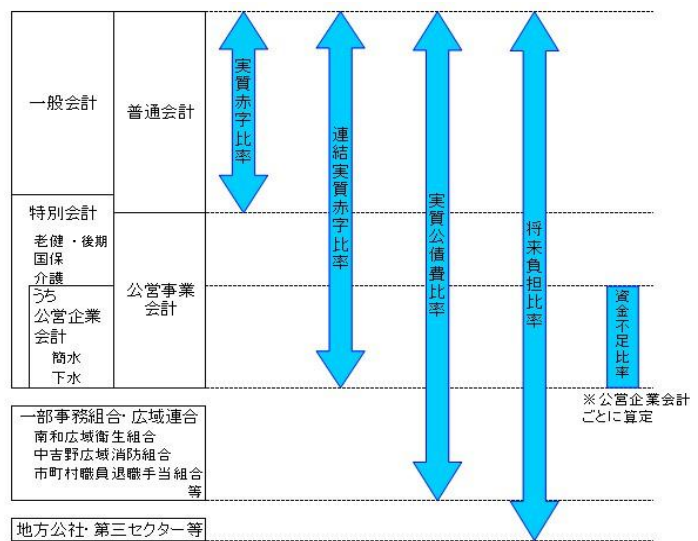 一般会計
普通会計
特別会計
老健・後期
国保
介護
うち
公営企業
会計
簡水
下水
公営事業
会計
実質赤字比率
連結実質赤字比率
実質公債費比率
将来負担比率
資金不足比率
※公営企業会計
ごとに算定
一部事務組合・広域連合
南和広域衛生組合
中吉野広域消防組合
市町村職員退職手当組合
等
地方公社・第三セクター等